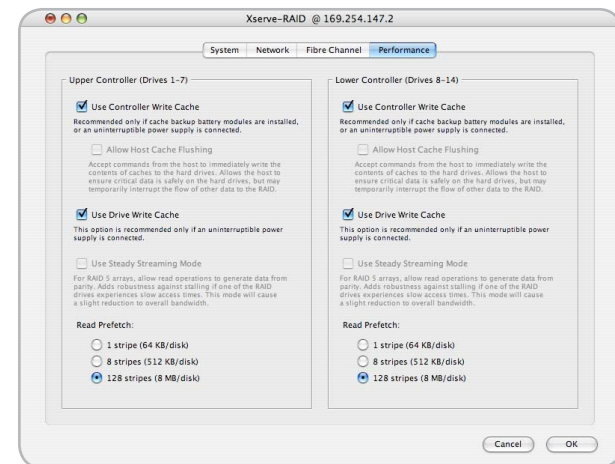 Xserve-RAID @ 169.254.147.2
System Network Fibre Channel Performance
Upper Controller (Drives 1-7)
Use Controller Write Cache
Recommended only if cache backup battery modules are installed,
or an uninterruptible power supply is connected.
Allow Host Cache Flushing
Accept commands from the host to immediately write the
contents of caches to the hard drives. Allows the host to
ensure critical data is safely on the hard drives, but may
temporarily interrupt the flow of other data to the RAID.
Use Drive Write Cache
This option is recommended only if an uninterruptible power
supply is connected.
Use Steady Streaming Mode
For RAID 5 arrays, allow read operations to generate data from
parity. Adds robustness against stalling if one of the RAID
drives experiences slow access times. This mode will cause
a slight reduction to overall bandwidth.
Read Prefetch:
1 stripe (64 KB/disk)
8 stripes (512 KB/disk)
128 stripes (8 MB/disk)
Lower Controller (Drives 8-14)
Use Controller Write Cache
Recommended only if cache backup battery modules are installed,
or an uninterruptible power supply is connected.
Allow Host Cache Flushing
Accept commands from the host to immediately write the
contents of caches to the hard drives. Allows the host to
ensure critical data is safely on the hard drives, but may
temporarily interrupt the flow of other data to the RAID.
Use Drive Write Cache
This option is recommended only if an uninterruptible power
supply is connected.
Use Steady Streaming Mode
For RAID 5 arrays, allow read operations to generate data from
parity. Adds robustness against stalling if one of the RAID
drives experiences slow access times. This mode will cause
a slight reduction to overall bandwidth.
Read Prefetch:
1 stripe (64 KB/disk)
8 stripes (512 KB/disk)
128 stripes (8 MB/disk)
Cancel OK